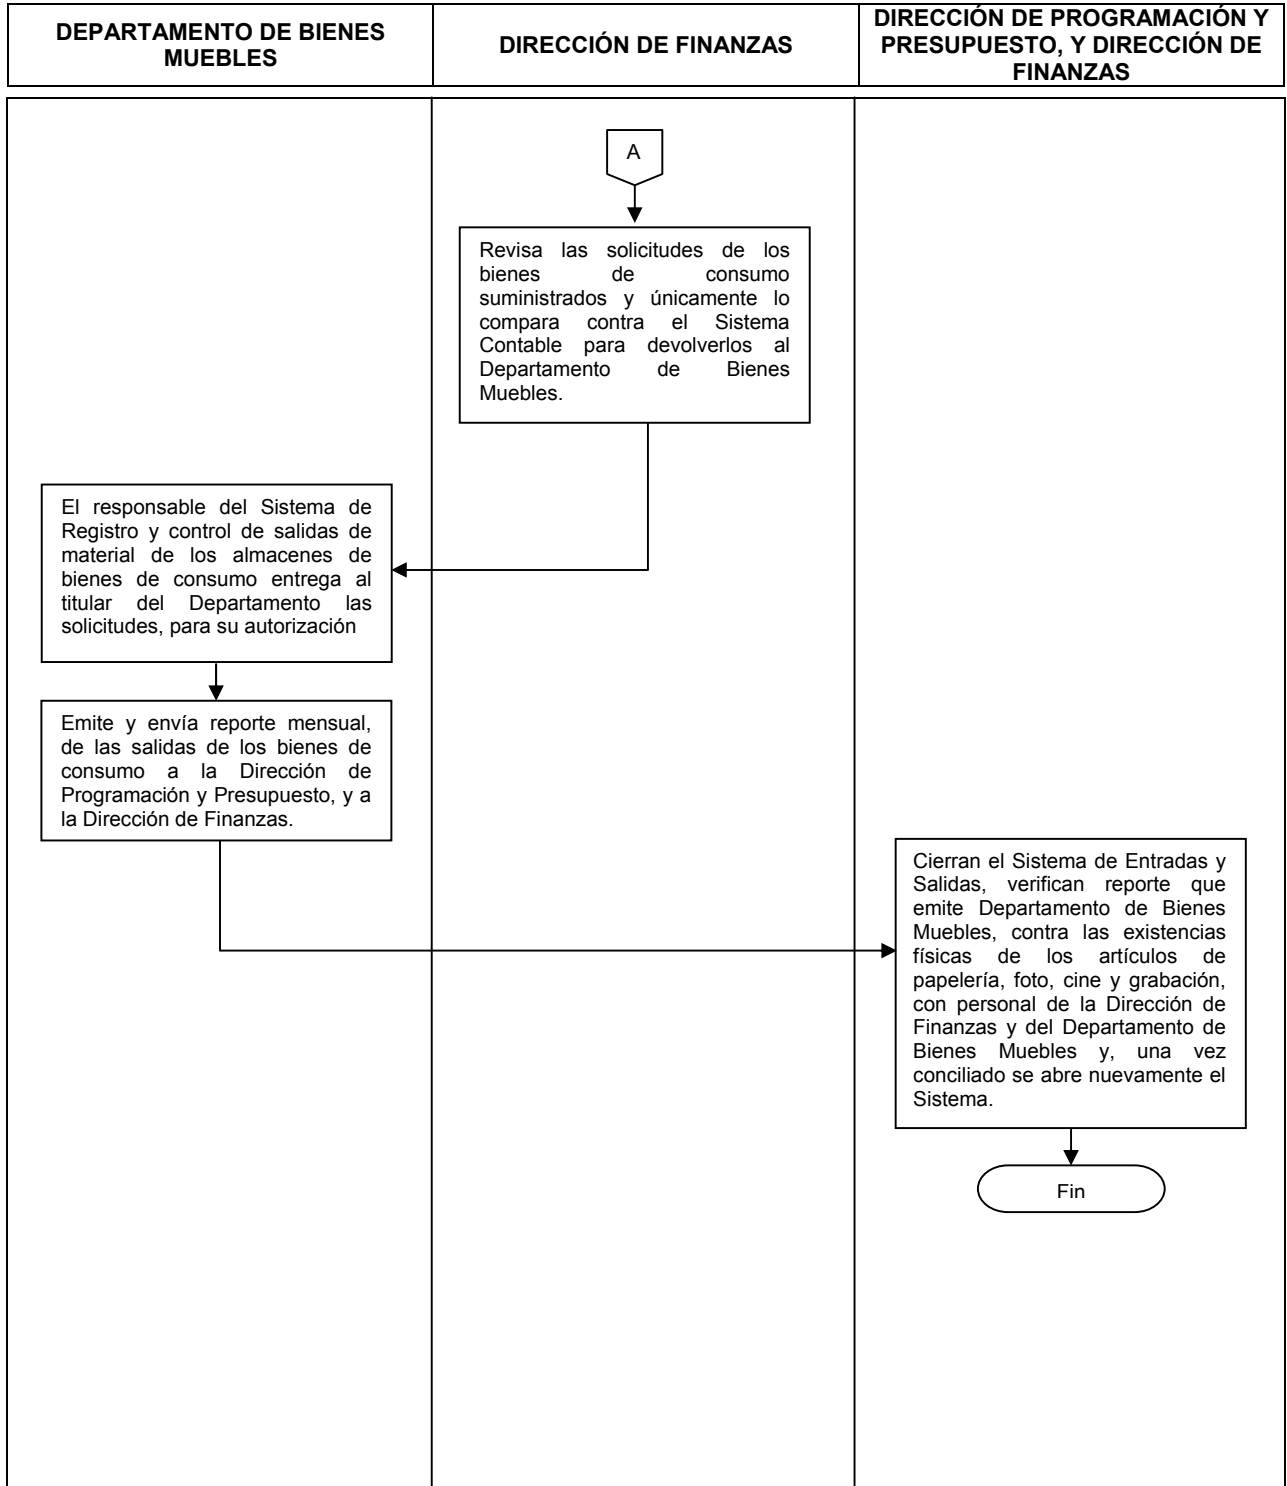 DEPARTAMENTO DE BIENES
MUEBLES
DIRECCIÓN DE FINANZAS
DIRECCIÓN DE PROGRAMACIÓN Y
PRESUPUESTO, Y DIRECCIÓN DE
FINANZAS
A
Revisa las solicitudes de los
bienes de consumo
suministrados y únicamente lo
compara contra el Sistema
Contable para devolverlos al
Departamento de Bienes
Muebles.
El responsable del Sistema de
Registro y control de salidas de
material de los almacenes de
bienes de consumo entrega al
titular del Departamento las
solicitudes, para su autorización
Emite y envía reporte mensual,
de las salidas de los bienes de
consumo a la Dirección de
Programación y Presupuesto, y a
la Dirección de Finanzas.
Cierran el Sistema de Entradas y
Salidas, verifican reporte que
emite Departamento de Bienes
Muebles, contra las existencias
físicas de los artículos de
papelería, foto, cine y grabación,
con personal de la Dirección de
Finanzas y del Departamento de
Bienes Muebles y, una vez
conciliado se abre nuevamente el
Sistema.
Fin